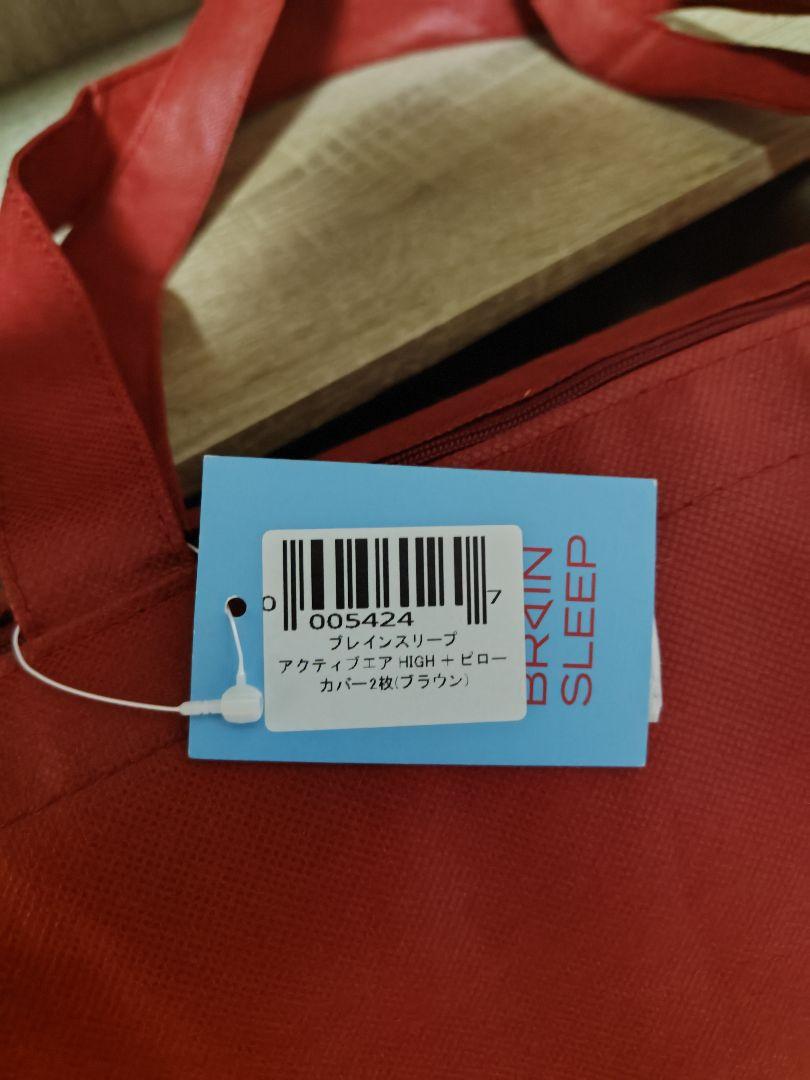 0 005424 7
ブレインスリープ
アクティブエア HIGH + ピロー
カバー2枚(ブラウン)
BRAIN
SLEEP